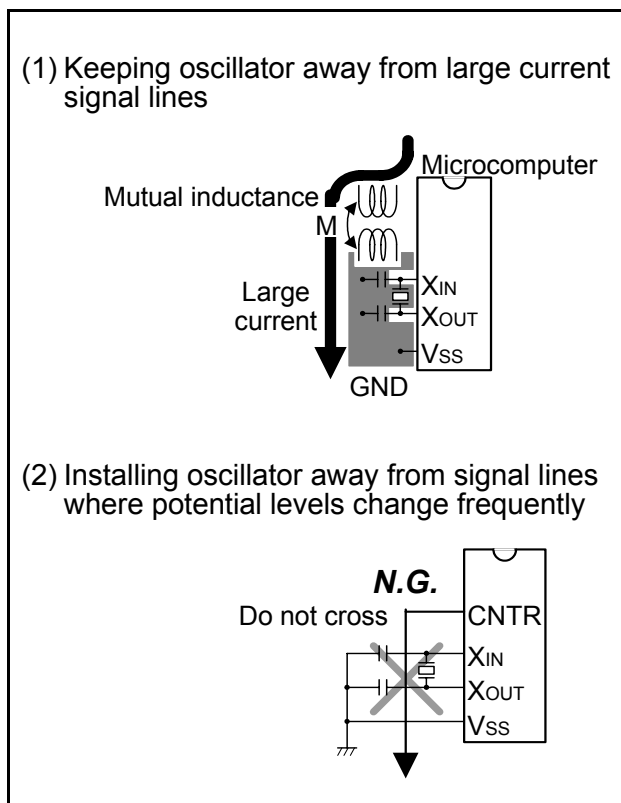 (1) Keeping oscillator away from large current
signal lines
Microcomputer
Mutual inductance
M
Large
current
XIN
XOUT
VSS
GND
(2) Installing oscillator away from signal lines
where potential levels change frequently
N.G.
Do not cross
CNTR
XIN
XOUT
VSS